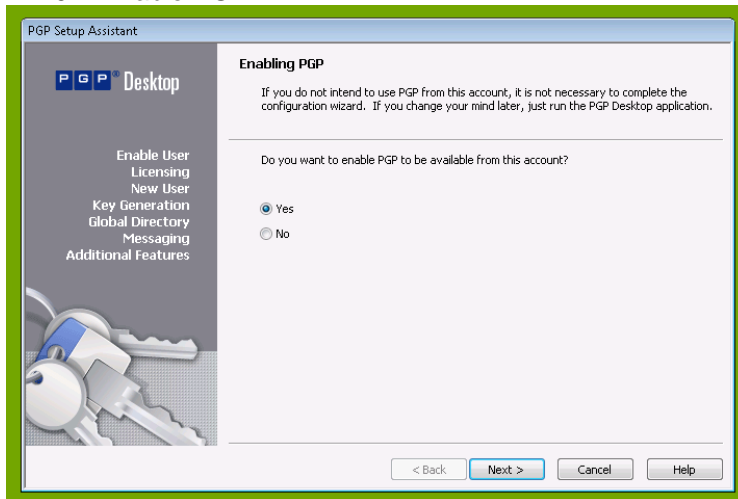 PGP Setup Assistant
PGP® Desktop
Enable User
Licensing
New User
Key Generation
Global Directory
Messaging
Additional Features
Enabling PGP
If you do not intend to use PGP from this account, it is not necessary to complete the
configuration wizard. If you change your mind later, just run the PGP Desktop application.
Do you want to enable PGP to be available from this account?
Yes
No
< Back
Next >
Cancel
Help